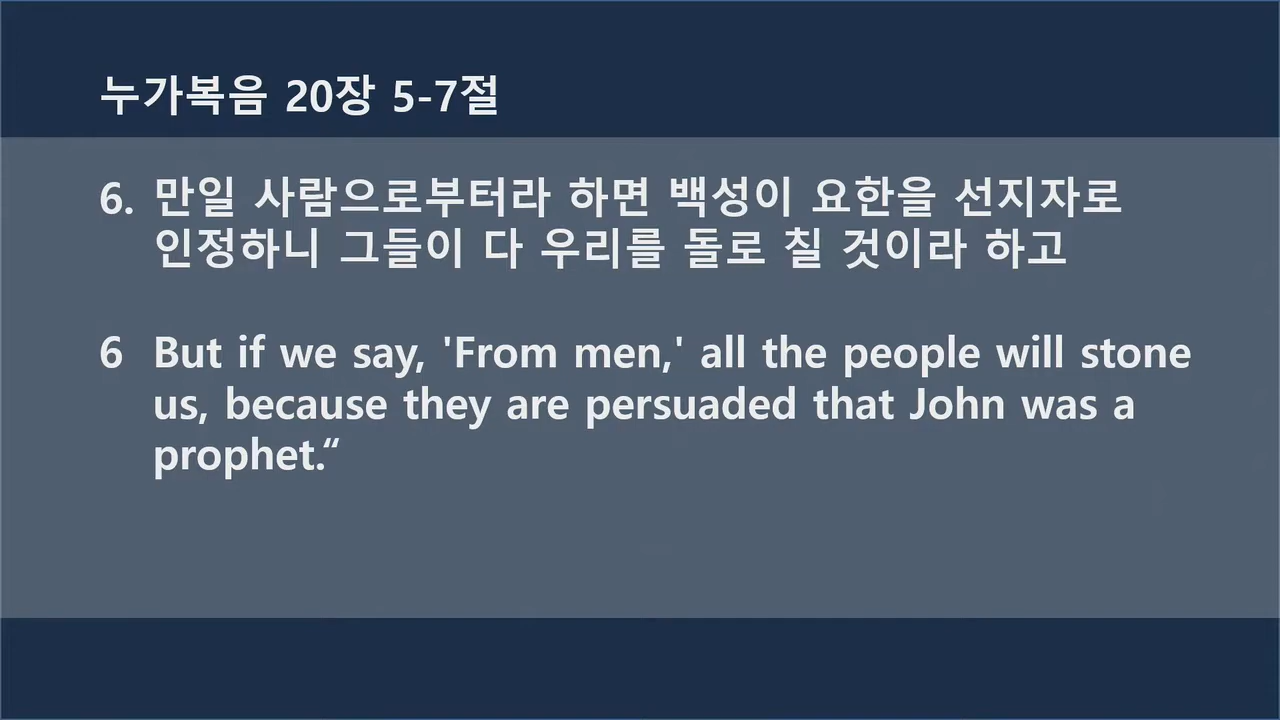 누가복음 20장 5-7절
6. 만일 사람으로부터라 하면 백성이 요한을 선지자로
인정하니 그들이 다 우리를 돌로 칠 것이라 하고
6 But if we say, 'From men,' all the people will stone
us, because they are persuaded that John was a
prophet.“